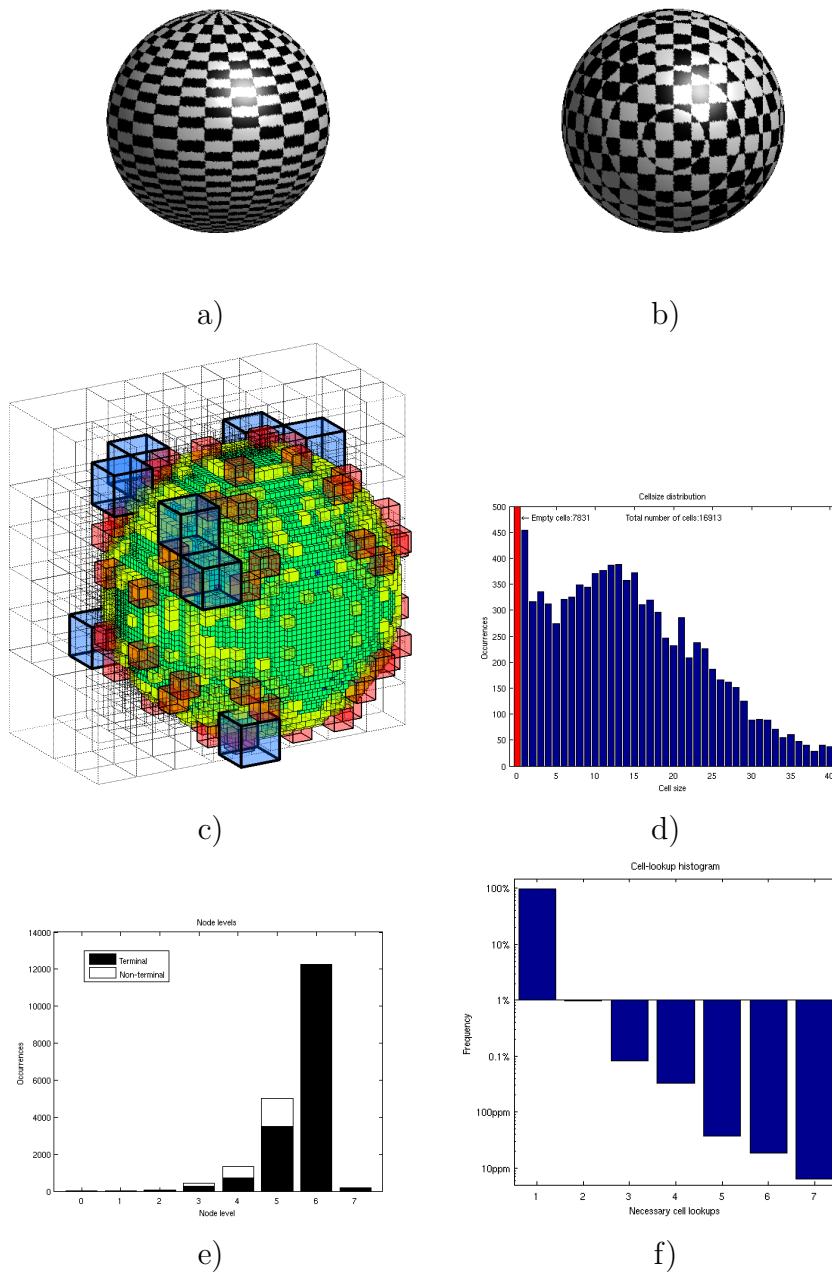 a)
b)
c)
Cellsize distribution
← Empty cells:7831 Total number of cells:16913
500
450
400
350
300
250
200
150
100
50
0
Occurrences
0 5 10 15 20 25 30 35 40
Cell size
d)
Node levels
14000
12000
10000
8000
6000
4000
2000
0
Terminal
Non-terminal
Occurrences
0 1 2 3 4 5 6 7
Node level
e)
Cell-lookup histogram
100%
10%
1%
0.1%
100ppm
10ppm
Frequency
1 2 3 4 5 6 7
Necessary cell lookups
f)